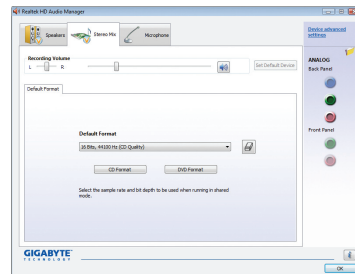 Realtek HD Audio Manager
Speakers
Stereo Mix
Microphone
Device advanced
settings
Recording Volume
L
R
Set Default Device
ANALOG
Back Panel
Default Format
Default Format
16 Bits, 44100 Hz (CD Quality)
CD Format
DVD Format
Select the sample rate and bit depth to be used when running in shared
mode.
Front Panel
GIGABYTE™
TECHNOLOGY
OK